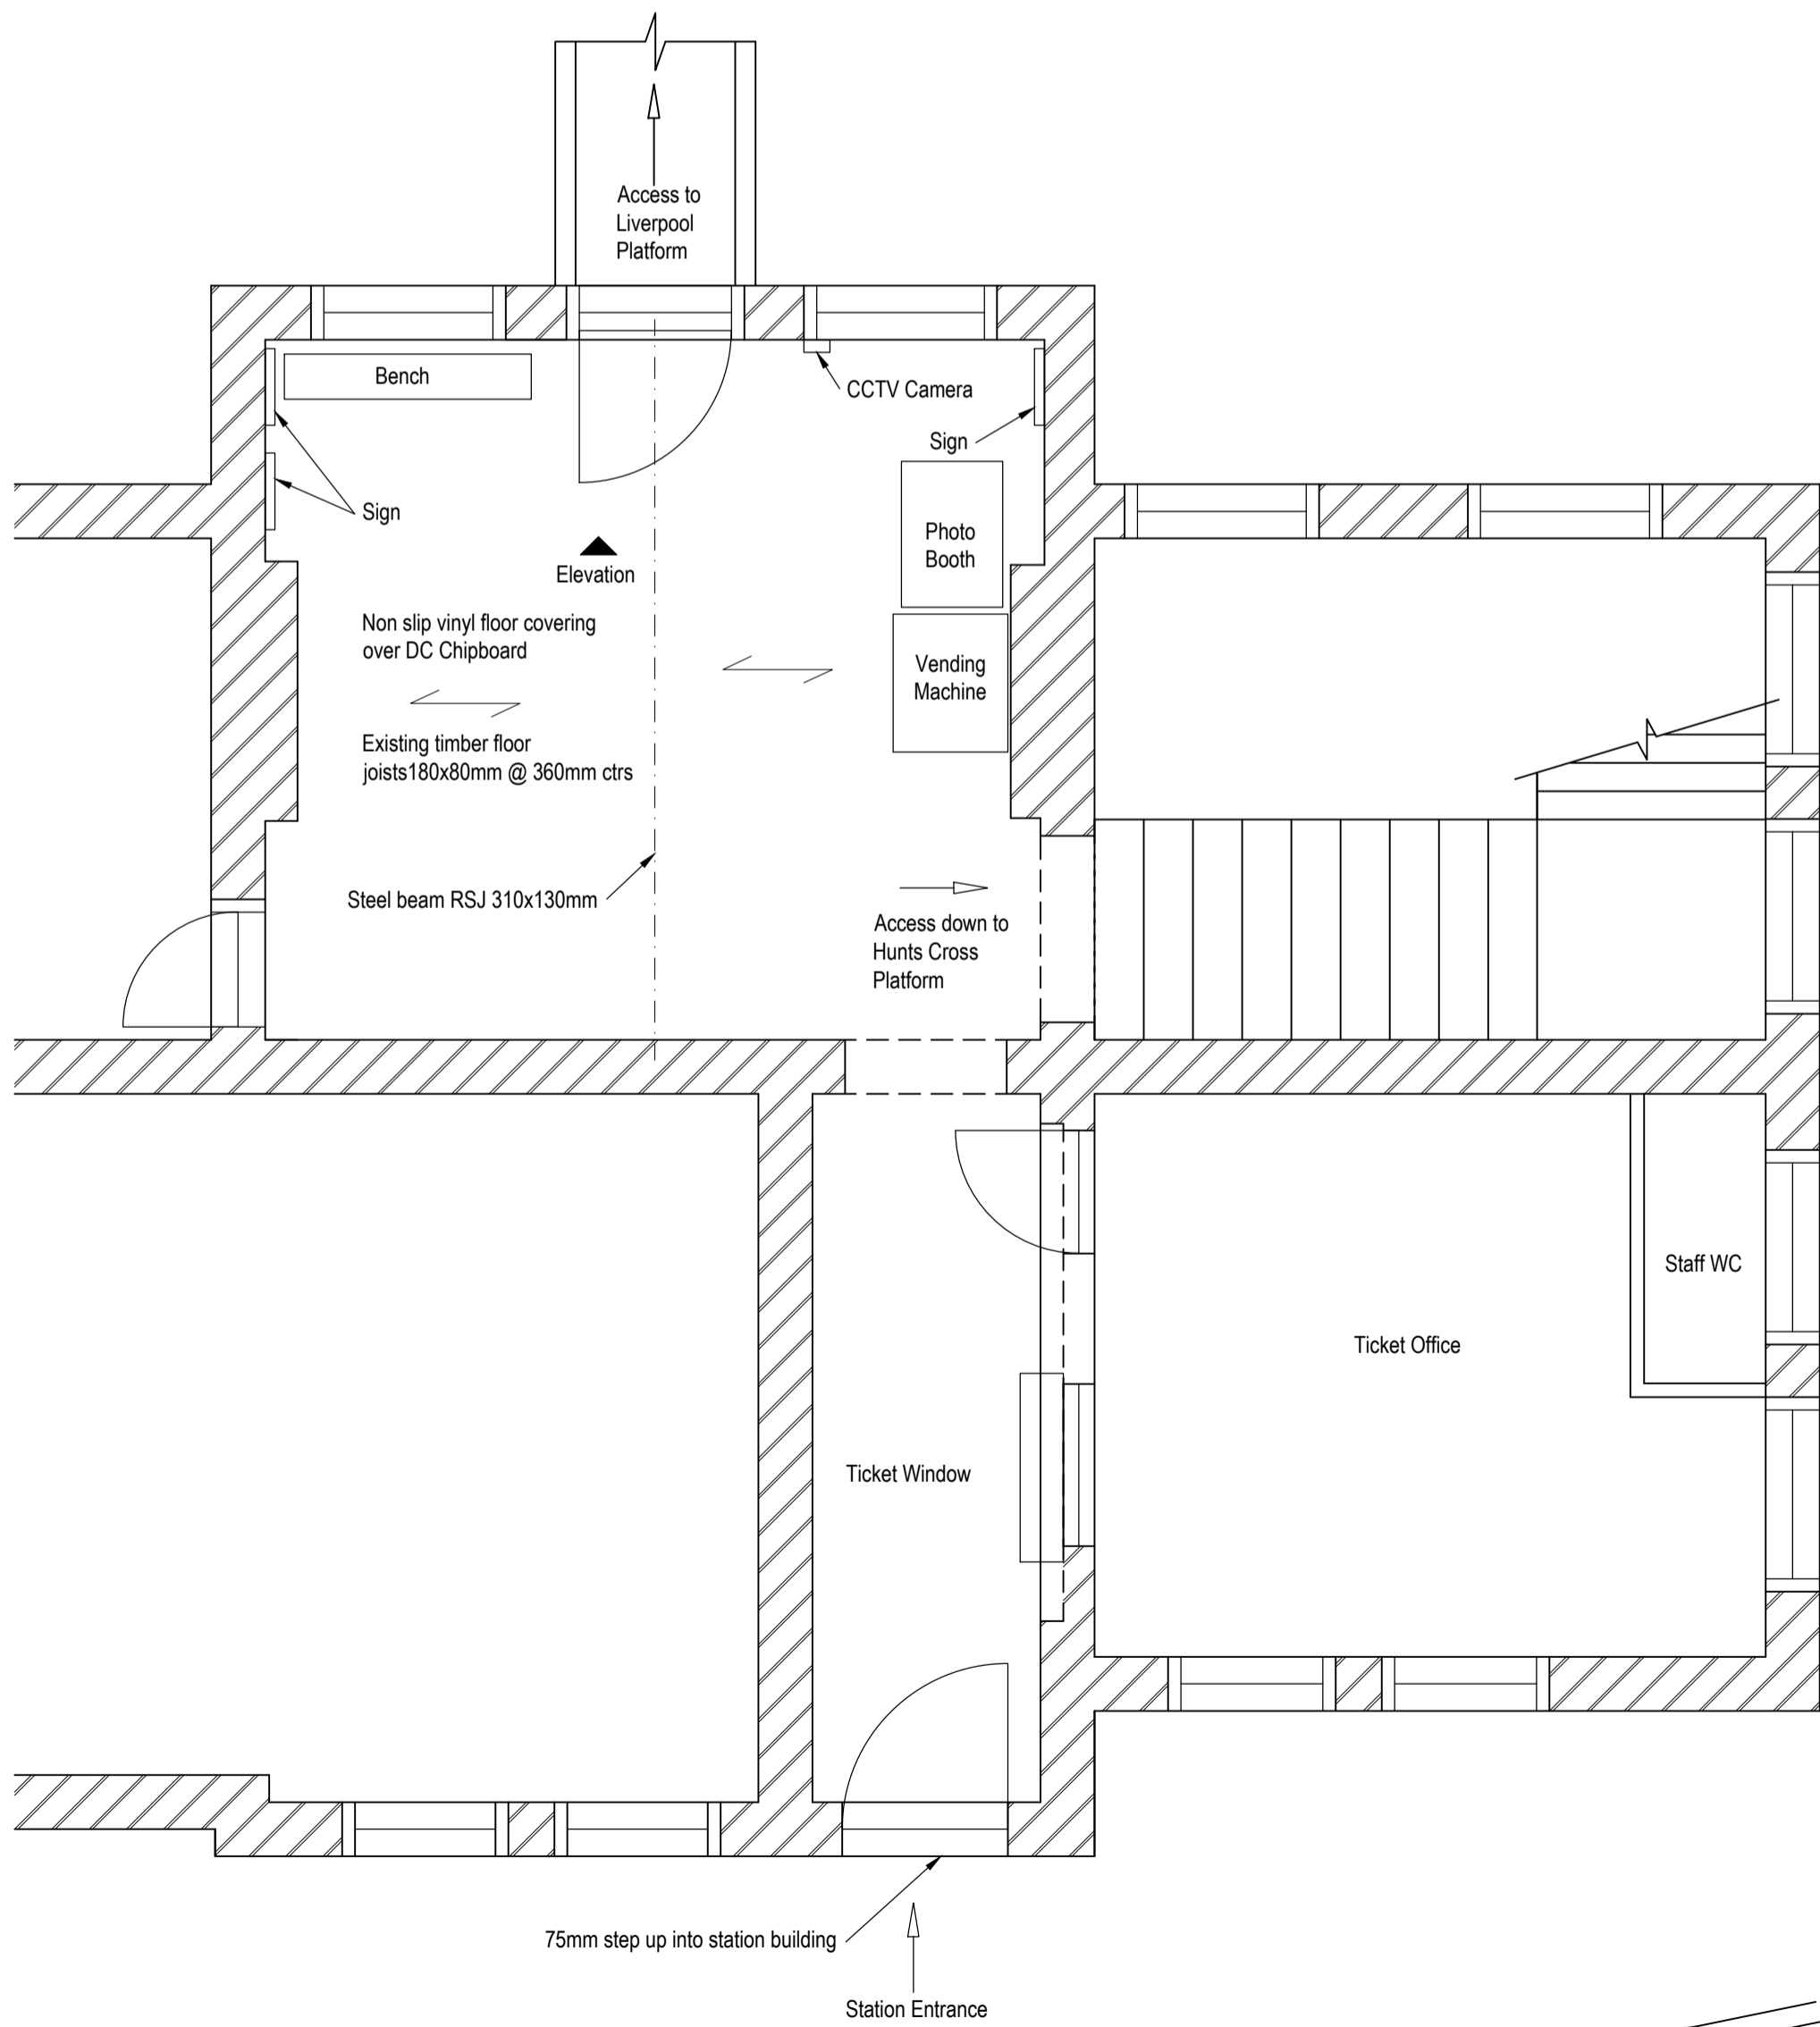 Access to
Liverpool
Platform
Bench
CCTV Camera
Sign
Sign
Photo
Booth
Elevation
Non slip vinyl floor covering
over DC Chipboard
Vending
Machine
Existing timber floor
joists180x80mm @ 360mm ctrs
Steel beam RSJ 310x130mm
Access down to
Hunts Cross
Platform
Staff WC
Ticket Office
Ticket Window
75mm step up into station building
Station Entrance